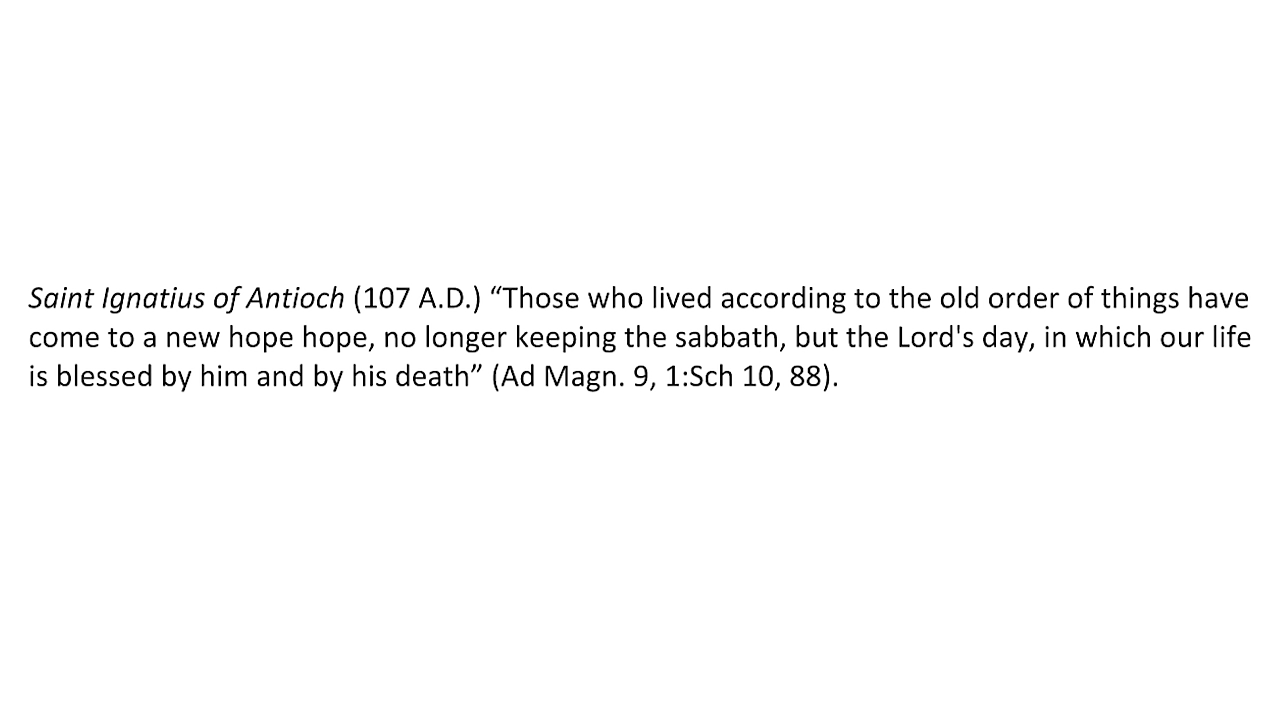 Saint Ignatius of Antioch (107 A.D.) “Those who lived according to the old order of things have
come to a new hope hope, no longer keeping the sabbath, but the Lord's day, in which our life
is blessed by him and by his death” (Ad Magn. 9, 1:Sch 10, 88).